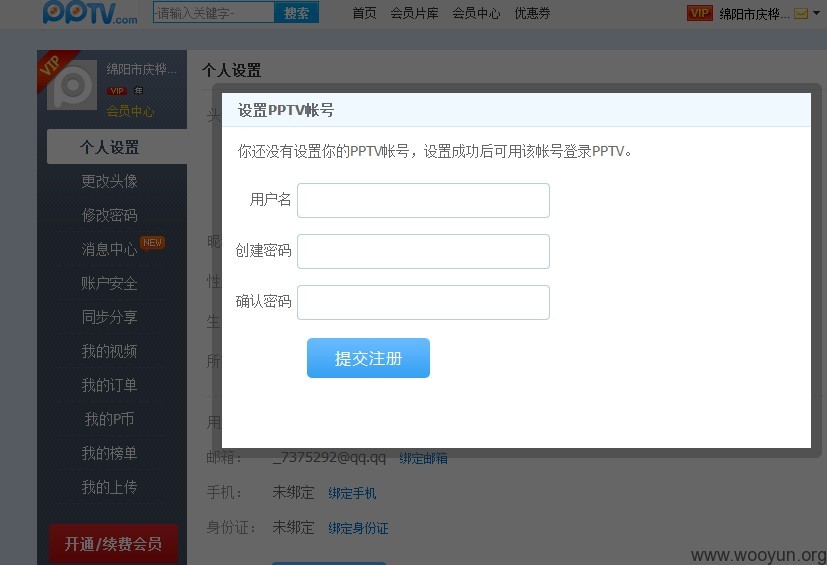 PPTV.com
请输入关键字-
搜索
首页 会员片库 会员中心 优惠券
VIP 绵阳市庆桦...
VIP
绵阳市庆桦...
VIP 年
会员中心
个人设置
更改头像
修改密码
消息中心 NEW
账户安全
同步分享
我的视频
我的订单
我的P币
我的榜单
我的上传
开通/续费会员
个人设置
头
设置PPTV帐号
你还没有设置你的PPTV帐号，设置成功后可用该帐号登录PPTV。
用户名
创建密码
确认密码
提交注册
昵
性
生
所
用
邮箱： _7375292@qq.qq 绑定邮箱
手机： 未绑定 绑定手机
身份证： 未绑定 绑定身份证
www.wooyun.org